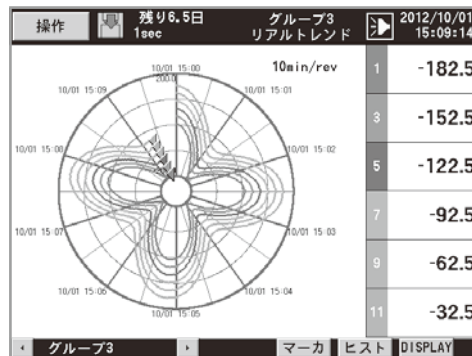 操作
残り6.5日
1sec
グループ3
リアルトレンド
2012/10/01
15:09:14
10min/rev
10/01 15:00
200.0
10/01 15:01
10/01 15:02
10/01 15:03
10/01 15:04
10/01 15:05
10/01 15:06
10/01 15:07
10/01 15:08
10/01 15:09
1 -182.5
3 -152.5
5 -122.5
7 -92.5
9 -62.5
11 -32.5
グループ3
マーカ
ヒスト
DISPLAY